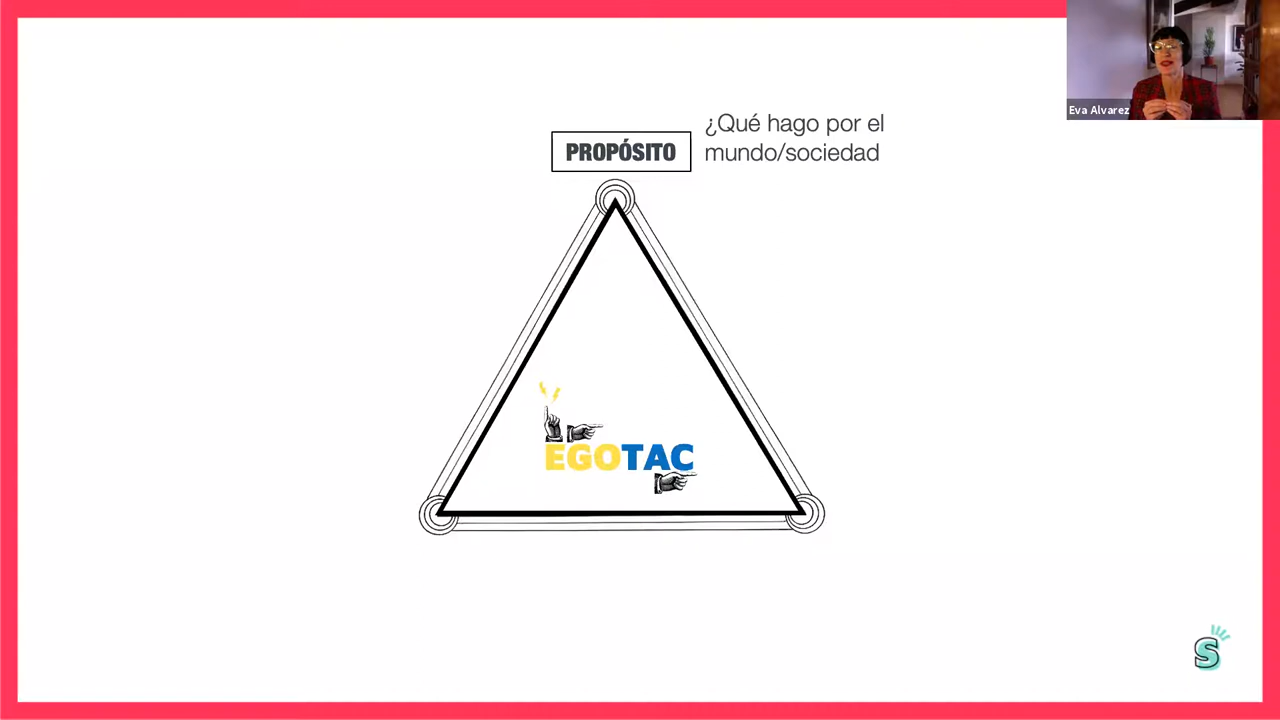 Eva Alvarez
PROPÓSITO
¿Qué hago por el
mundo/sociedad
EGOTAC
S